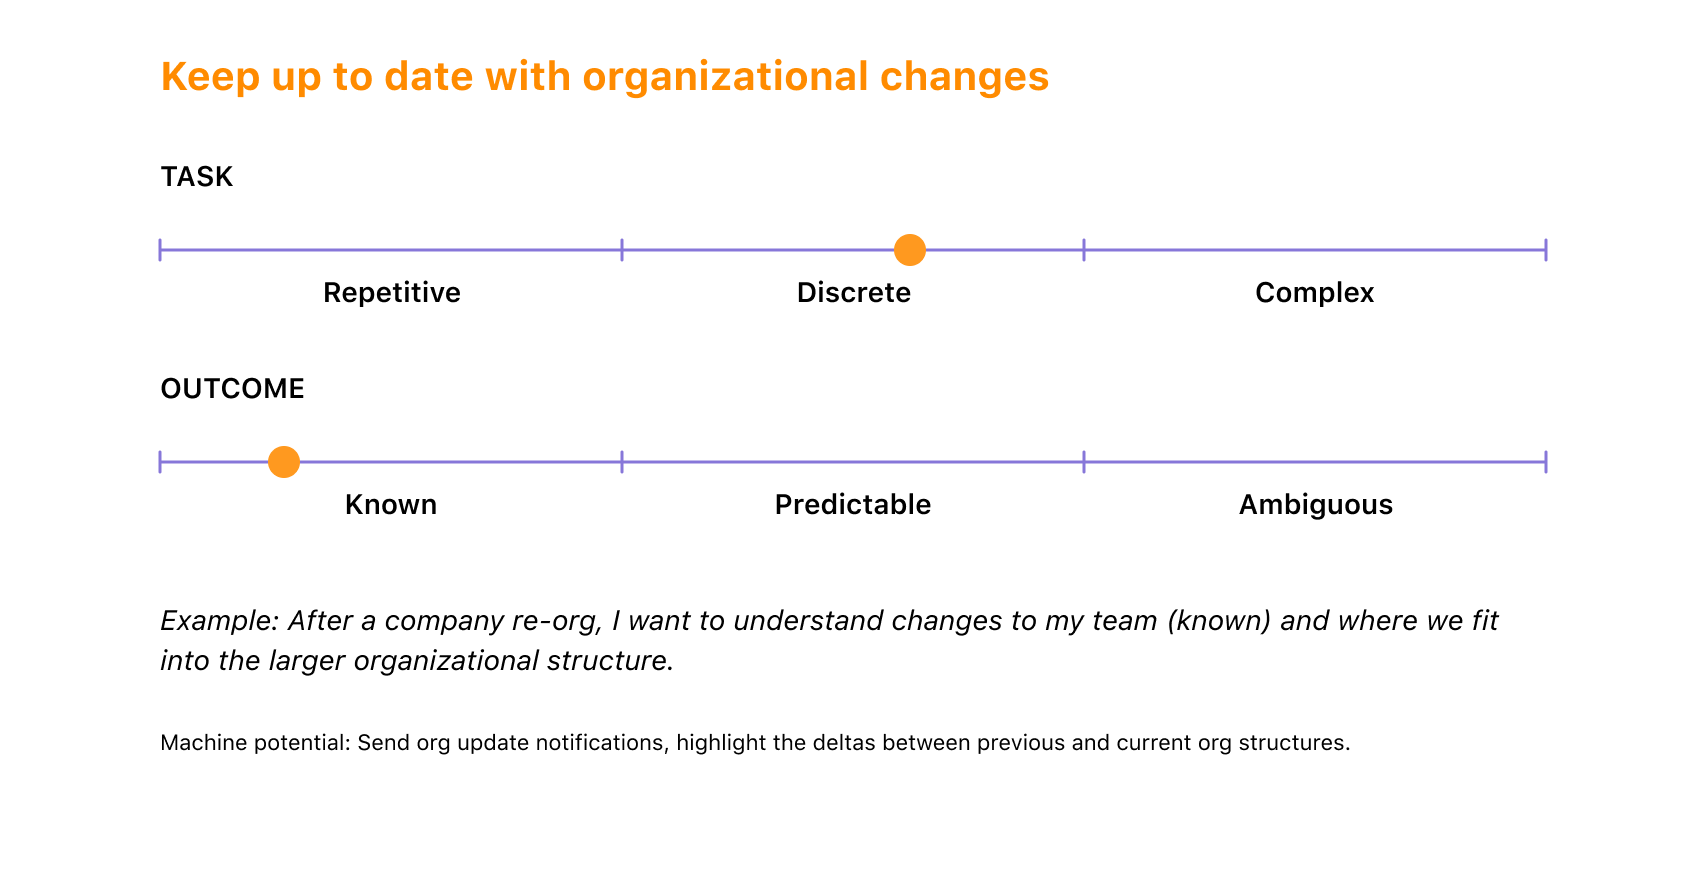 Keep up to date with organizational changes
TASK
Repetitive
Discrete
Complex
OUTCOME
Known
Predictable
Ambiguous
Example: After a company re-org, I want to understand changes to my team (known) and where we fit
into the larger organizational structure.
Machine potential: Send org update notifications, highlight the deltas between previous and current org structures.